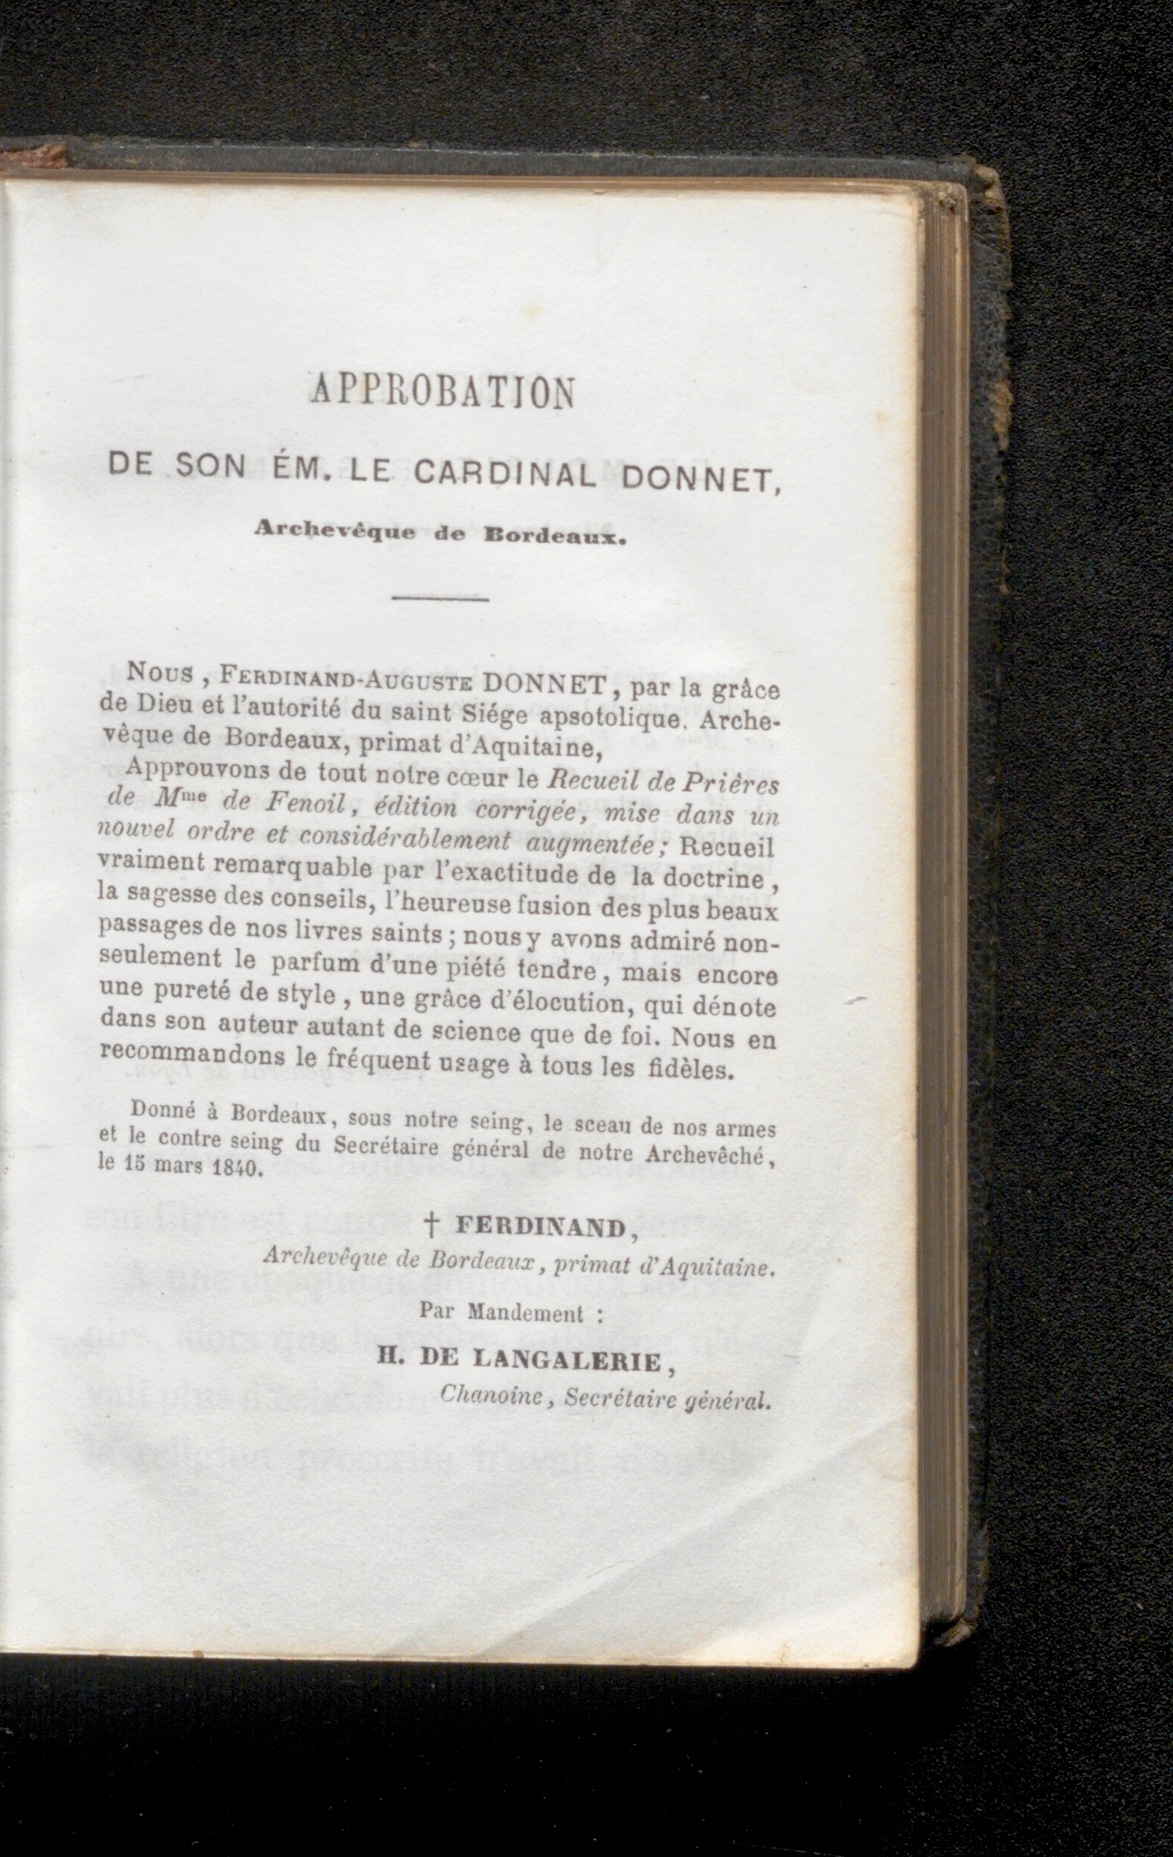 APPROBATION
DE SON ÉM. LE CARDINAL DONNET,
Archevêque de Bordeaux.
Nous, Ferdinand-Auguste DONNET, par la grâce
de Dieu et l'autorité du saint Siége apsotolique. Arche-
vêque de Bordeaux, primat d'Aquitaine,
Approuvons de tout notre cœur le Recueil de Prières
de Mme de Fenoil, édition corrigée, mise dans un
nouvel ordre et considérablement augmentée; Recueil
vraiment remarquable par l'exactitude de la doctrine,
la sagesse des conseils, l'heureuse fusion des plus beaux
passages de nos livres saints; nous y avons admiré non-
seulement le parfum d'une piété tendre, mais encore
une pureté de style, une grâce d'élocution, qui dénote
dans son auteur autant de science que de foi. Nous en
recommandons le fréquent usage à tous les fidèles.
Donné à Bordeaux, sous notre seing, le sceau de nos armes
et le contre seing du Secrétaire général de notre Archevêché,
le 15 mars 1840.
† FERDINAND,
Archevêque de Bordeaux, primat d'Aquitaine.
Par Mandement :
H. DE LANGALERIE,
Chanoine, Secrétaire général.